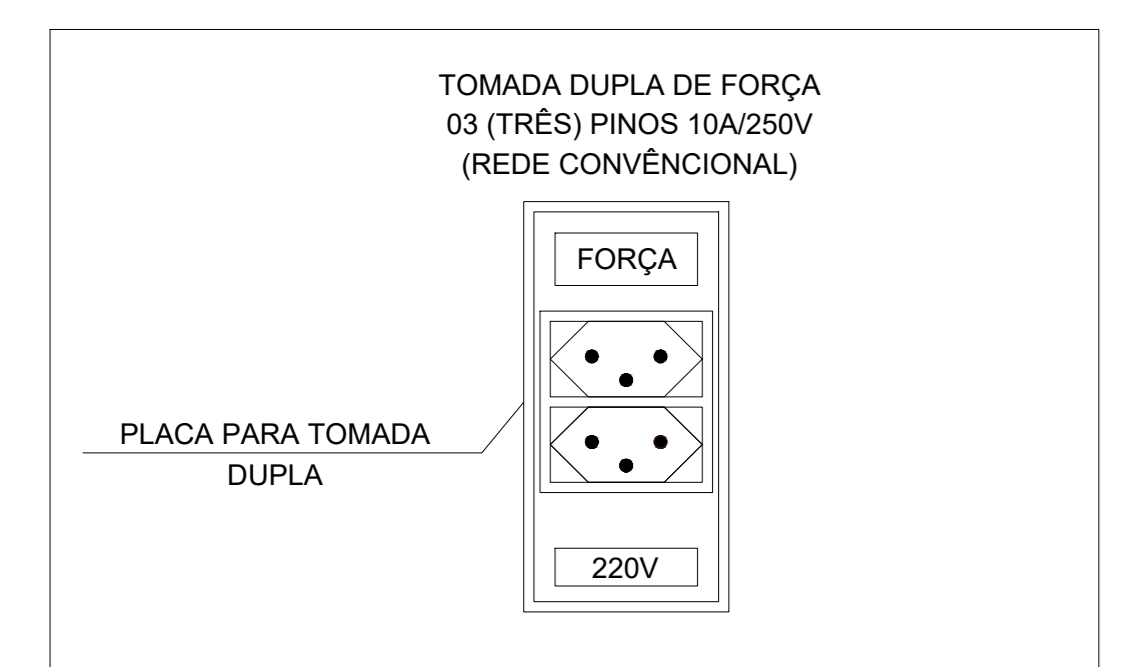 TOMADA DUPLA DE FORÇA
03 (TRÊS) PINOS 10A/250V
(REDE CONVÊNCIONAL)
FORÇA
PLACA PARA TOMADA
DUPLA
220V